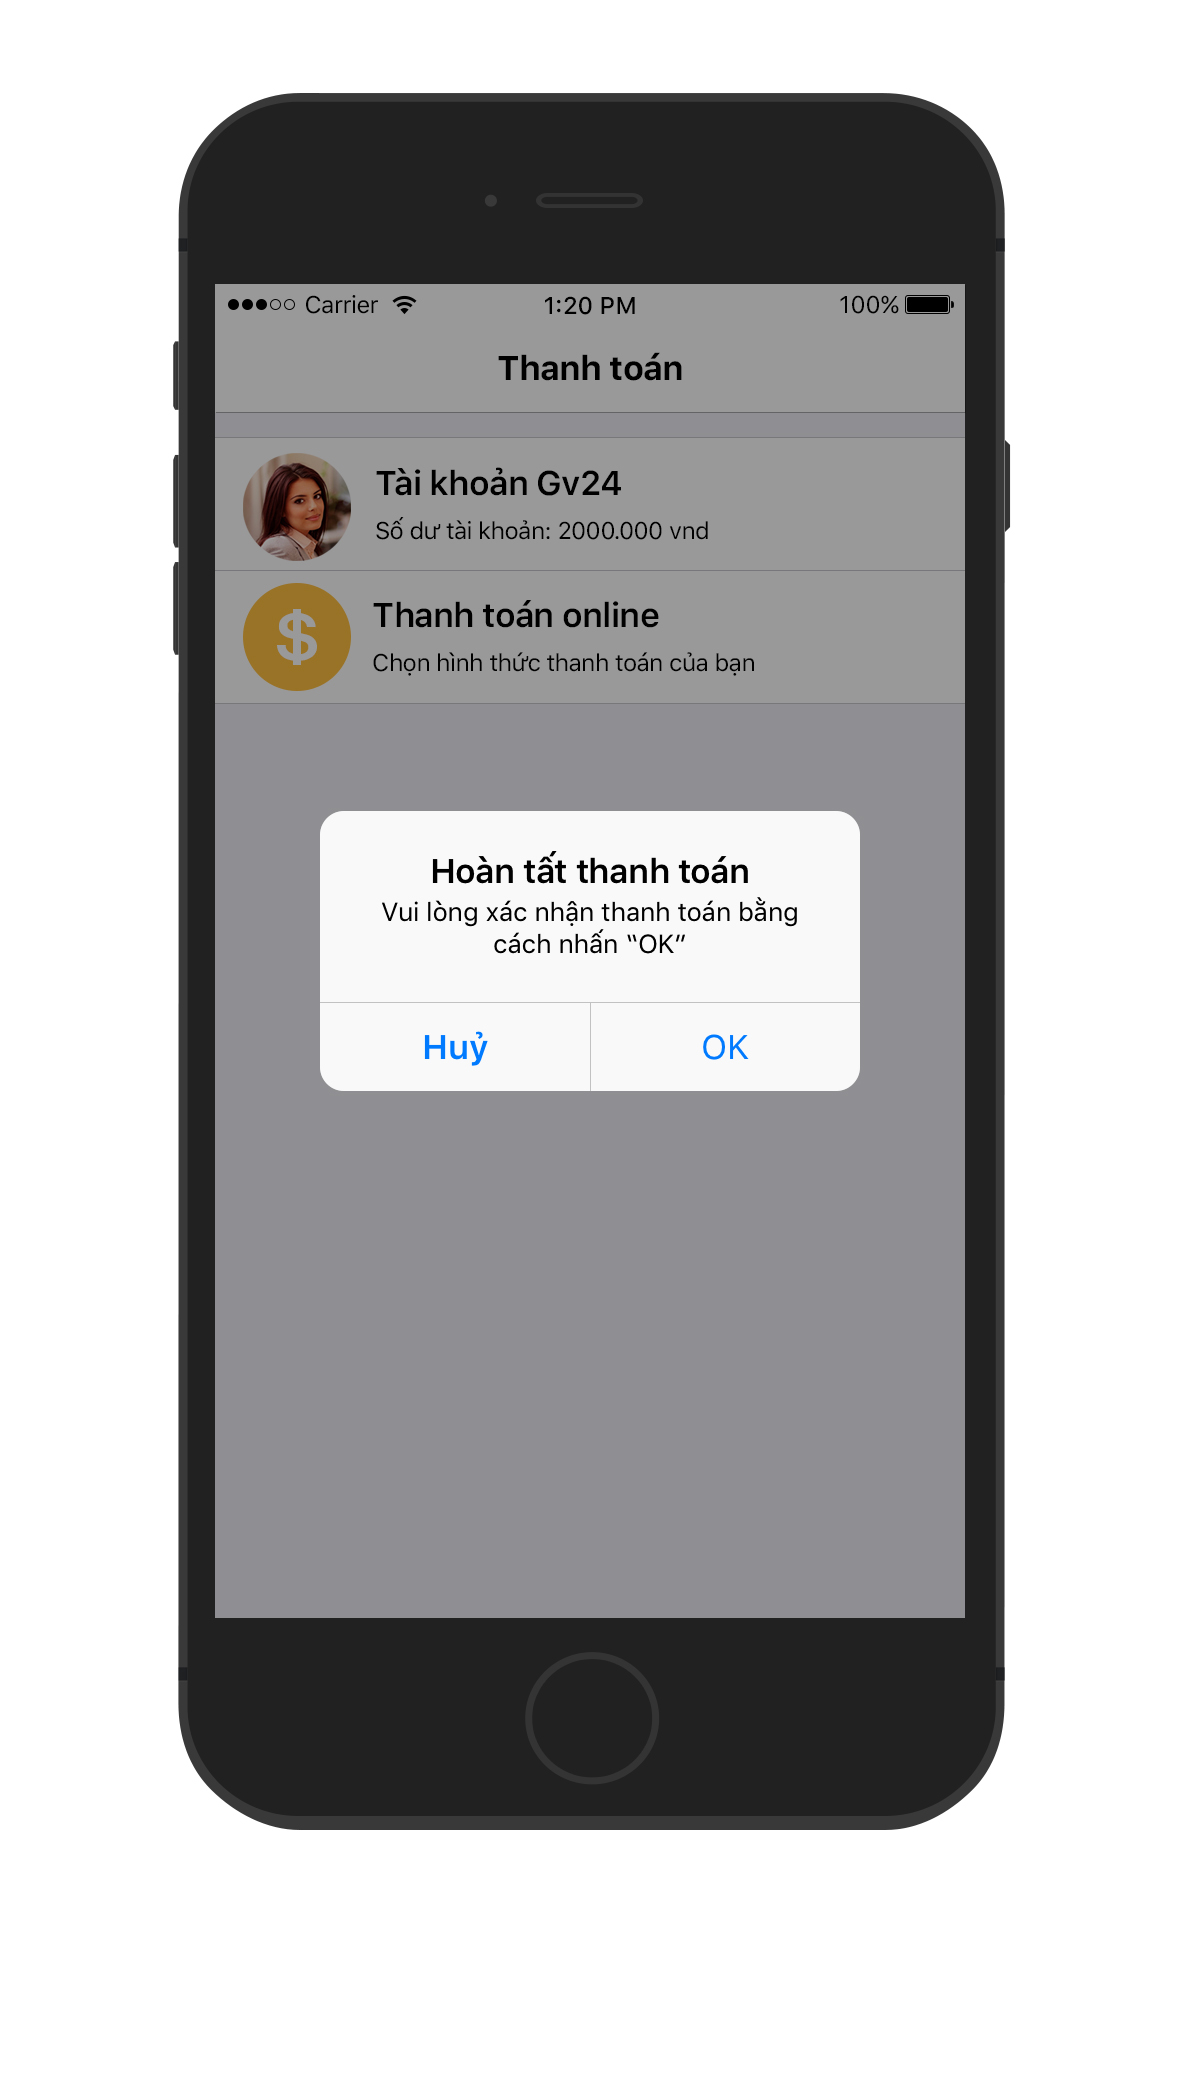 Carrier 1:20 PM 100%
Thanh toán
Tài khoản Gv24
Số dư tài khoản: 2000.000 vnd
$
Thanh toán online
Chọn hình thức thanh toán của bạn
Hoàn tất thanh toán
Vui lòng xác nhận thanh toán bằng
cách nhấn “OK”
Huỷ OK